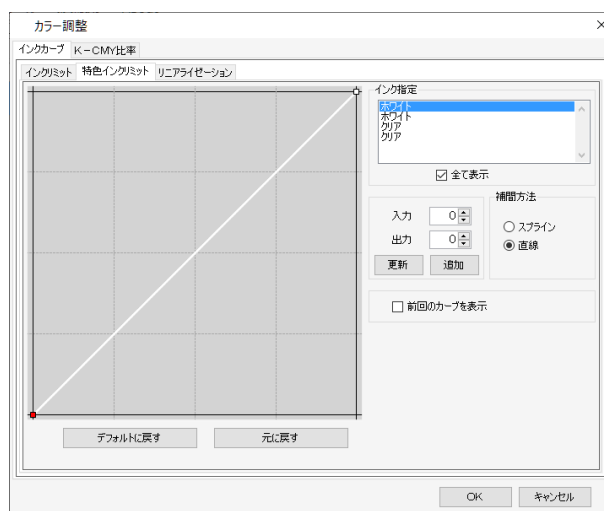 カラー調整
インクカーブ K－CMY比率
インクリミット 特色インクリミット リニアライゼーション
インク指定
ホワイト
ホワイト
クリア
クリア
全て表示
入力 0
出力 0
更新 追加
補間方法
スプライン
直線
前回のカーブを表示
デフォルトに戻す 元に戻す
OK キャンセル